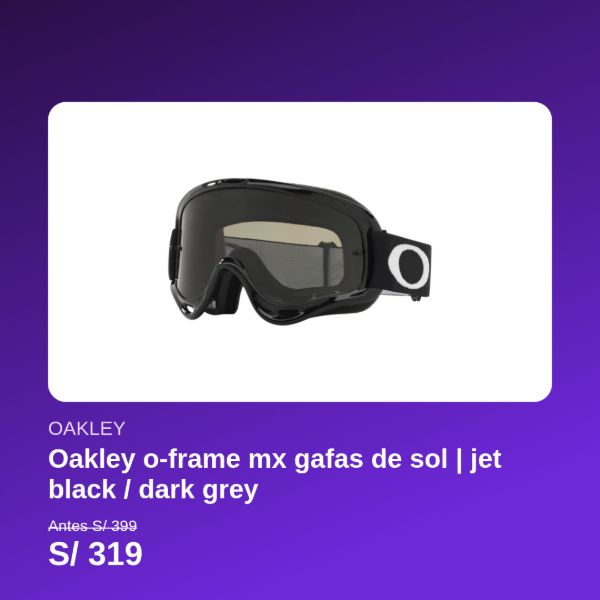 OAKLEY
Oakley o-frame mx gafas de sol | jet
black / dark grey
Antes S/ 399
S/ 319